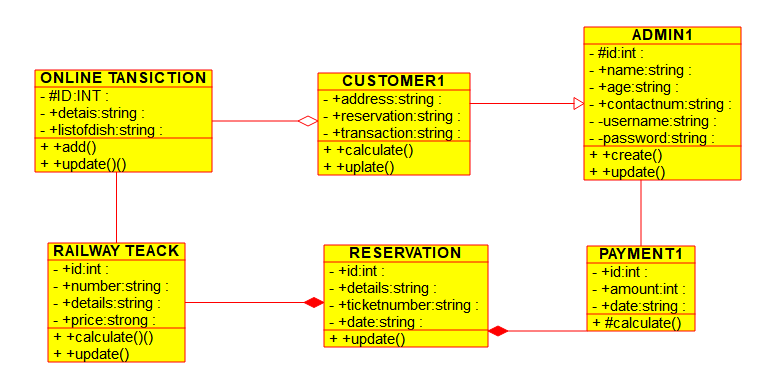 ONLINE TANSICTION
- #ID:INT :
- +detais:string :
- +listofdish:string :
+ +add()
+ +update()()
CUSTOMER1
- +address:string :
- +reservation:string :
- +transaction:string :
+ +calculate()
+ +uplate()
ADMIN1
- #id:int :
- +name:string :
- +age:string :
- +contactnum:string :
- -username:string :
- -password:string :
+ +create()
+ +update()
RAILWAY TEACK
- +id:int :
- +number:string :
- +details:string :
- +price:strong :
+ +calculate()()
+ +update()
RESERVATION
- +id:int :
- +details:string :
- +ticketnumber:string :
- +date:string :
+ +update()
PAYMENT1
- +id:int :
- +amount:int :
- +date:string :
+ #calculate()